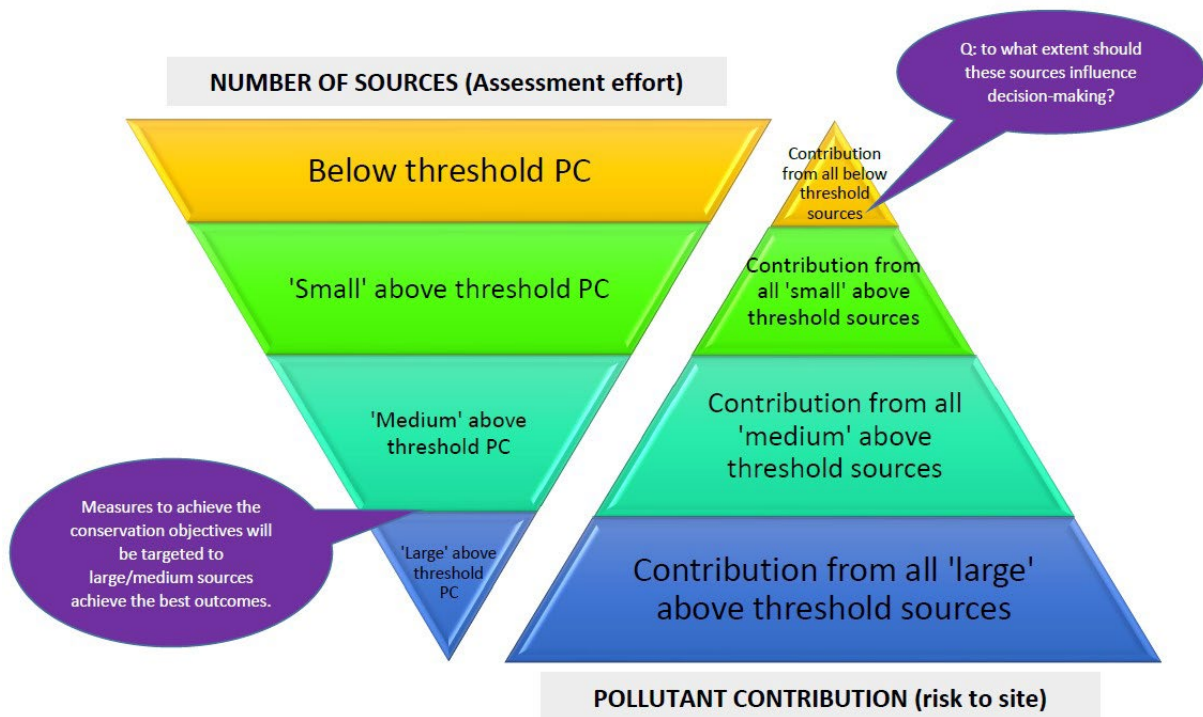 NUMBER OF SOURCES (Assessment effort)
Q: to what extent should
these sources influence
decision-making?
Below threshold PC
'Small' above threshold PC
'Medium' above
threshold PC
'Large' above
threshold
PC
Measures to achieve the
conservation objectives will
be targeted to
large/medium sources
achieve the best outcomes.
Contribution
from all below
threshold
sources
Contribution from
all 'small' above
threshold sources
Contribution from all
'medium' above
threshold sources
Contribution from all 'large'
above threshold sources
POLLUTANT CONTRIBUTION (risk to site)